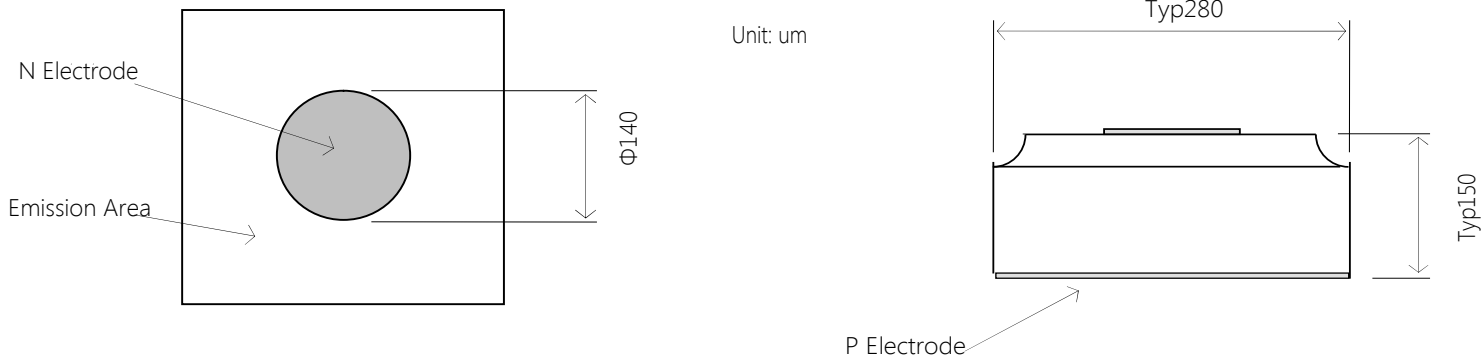 N Electrode
Emission Area
Φ140
Unit: um
Typ280
Typ150
P Electrode